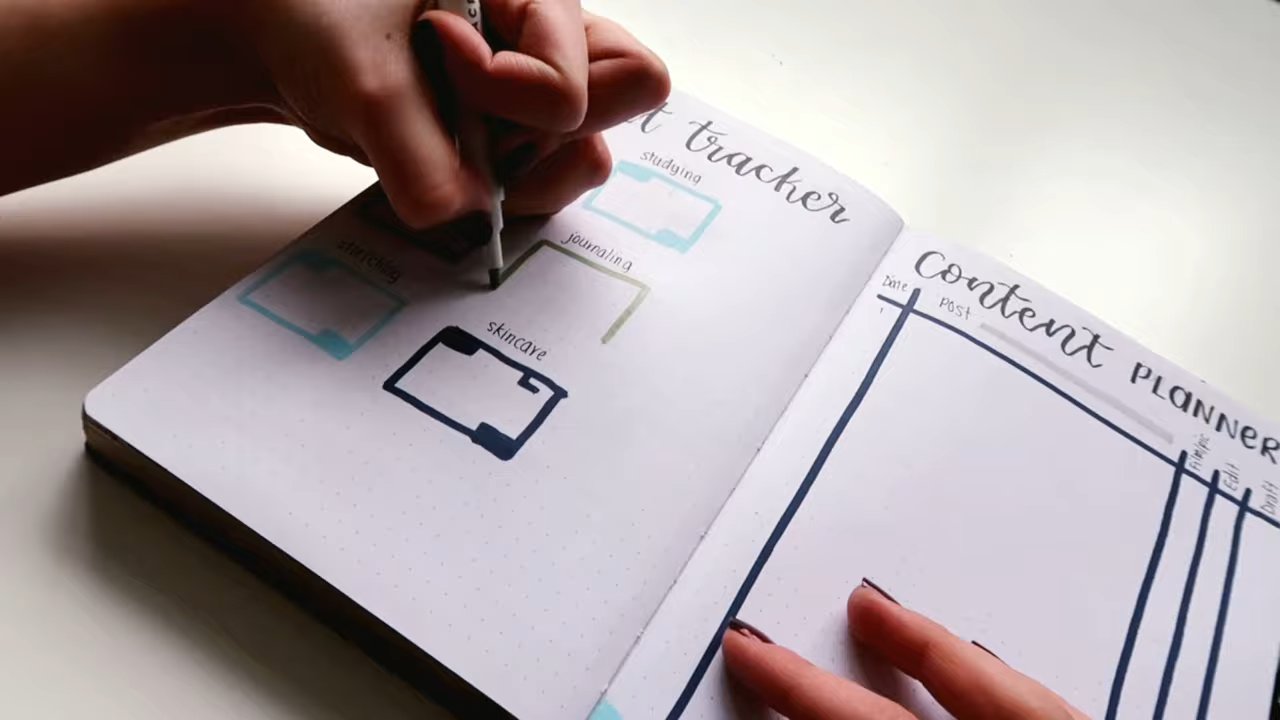 tracker
studying
journaling
stretching
skincare
Content PLANNER
Date
Post
Edit
Draft